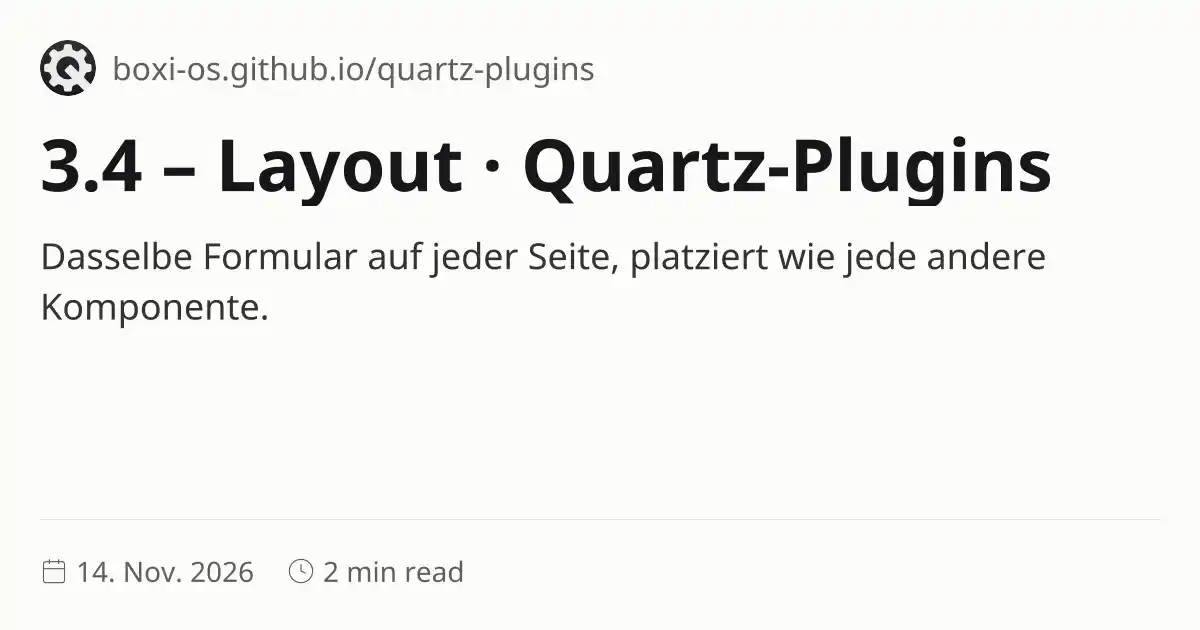 boxi-os.github.io/quartz-plugins
3.4 – Layout · Quartz-Plugins
Dasselbe Formular auf jeder Seite, platziert wie jede andere
Komponente.
14. Nov. 2026 2 min read